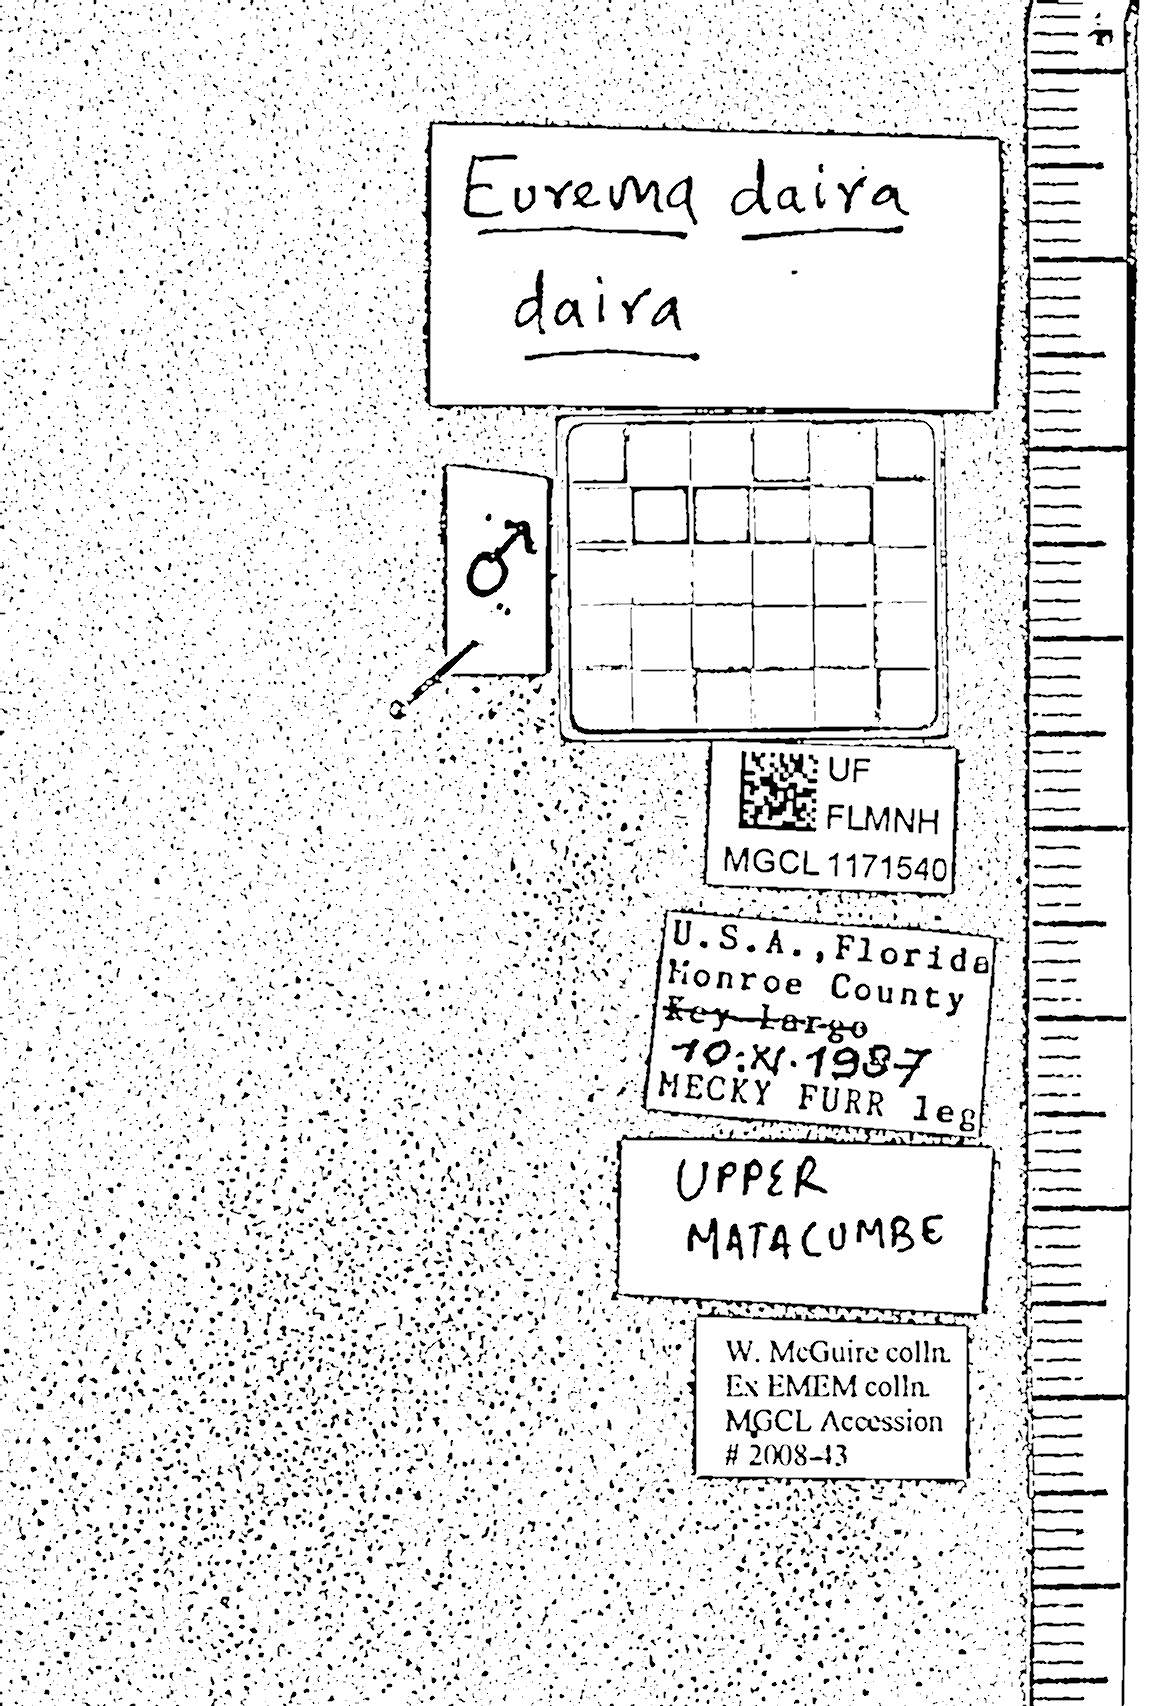 Eurema daira
daira
♂
UF
FLMNH
MGCL 1171540
U.S.A., Florida
Monroe County
Key Largo
10.XI.1987
MECKY FURR leg
UPPER
MATACUMBE
W. McGuire colln.
Ex EMEM colln.
MGCL Accession
# 2008-43